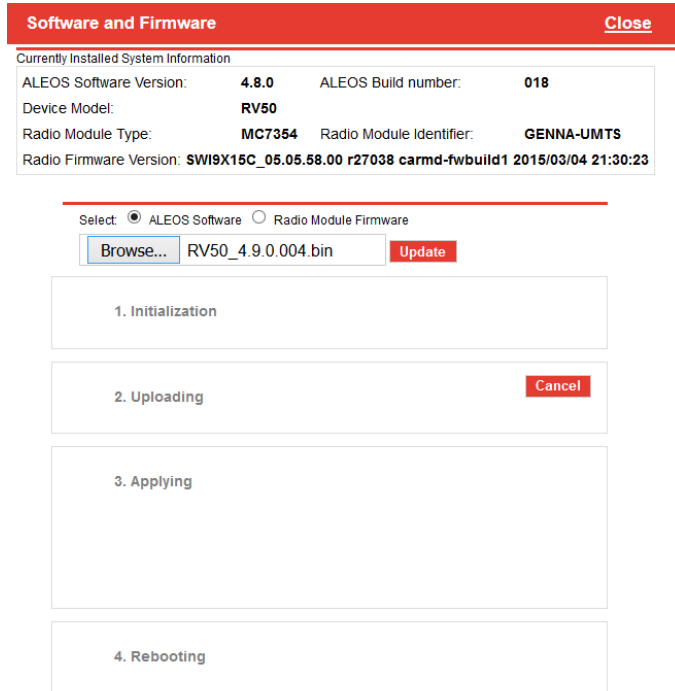 Software and Firmware Close
Currently Installed System Information
ALEOS Software Version: 4.8.0 ALEOS Build number: 018
Device Model: RV50
Radio Module Type: MC7354 Radio Module Identifier: GENNA-UMTS
Radio Firmware Version: SWI9X15C_05.05.58.00 r27038 carmd-fwbuild1 2015/03/04 21:30:23
Select: ALEOS Software Radio Module Firmware
Browse... RV50_4.9.0.004.bin Update
1. Initialization
Cancel
2. Uploading
3. Applying
4. Rebooting